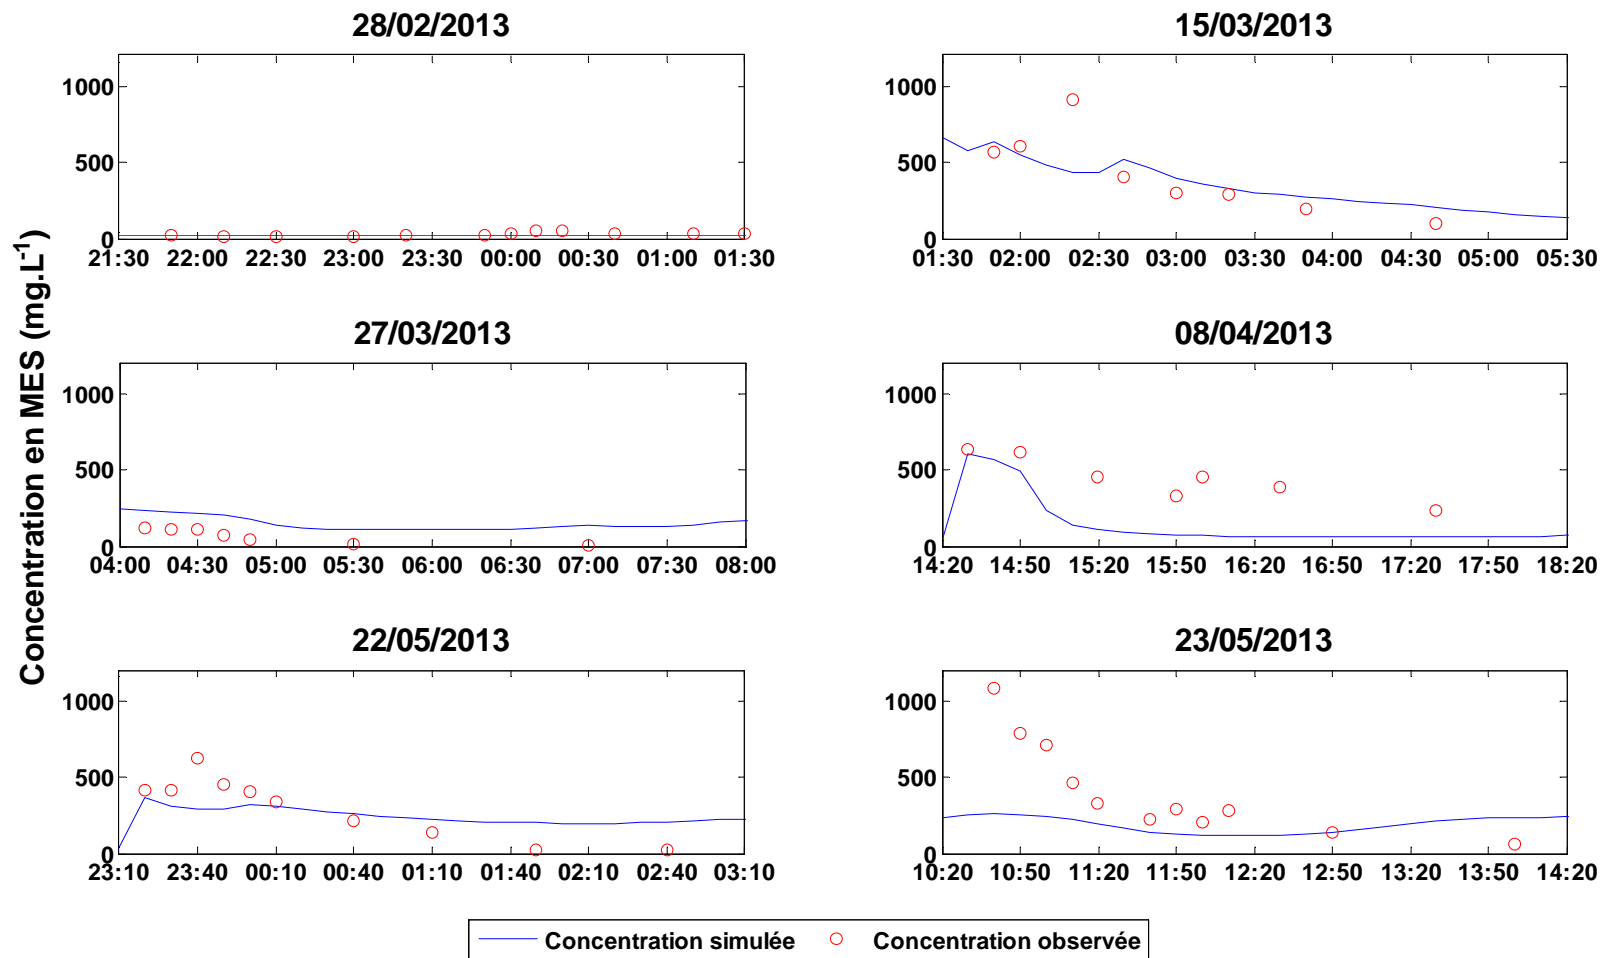 28/02/2013
15/03/2013
1000
500
0
21:30 22:00 22:30 23:00 23:30 00:00 00:30 01:00 01:30
1000
500
0
01:30 02:00 02:30 03:00 03:30 04:00 04:30 05:00 05:30
Concentration en MES (mg.L-1)
27/03/2013
08/04/2013
1000
500
0
04:00 04:30 05:00 05:30 06:00 06:30 07:00 07:30 08:00
1000
500
0
14:20 14:50 15:20 15:50 16:20 16:50 17:20 17:50 18:20
22/05/2013
23/05/2013
1000
500
0
23:10 23:40 00:10 00:40 01:10 01:40 02:10 02:40 03:10
1000
500
0
10:20 10:50 11:20 11:50 12:20 12:50 13:20 13:50 14:20
Concentration simulée
Concentration observée